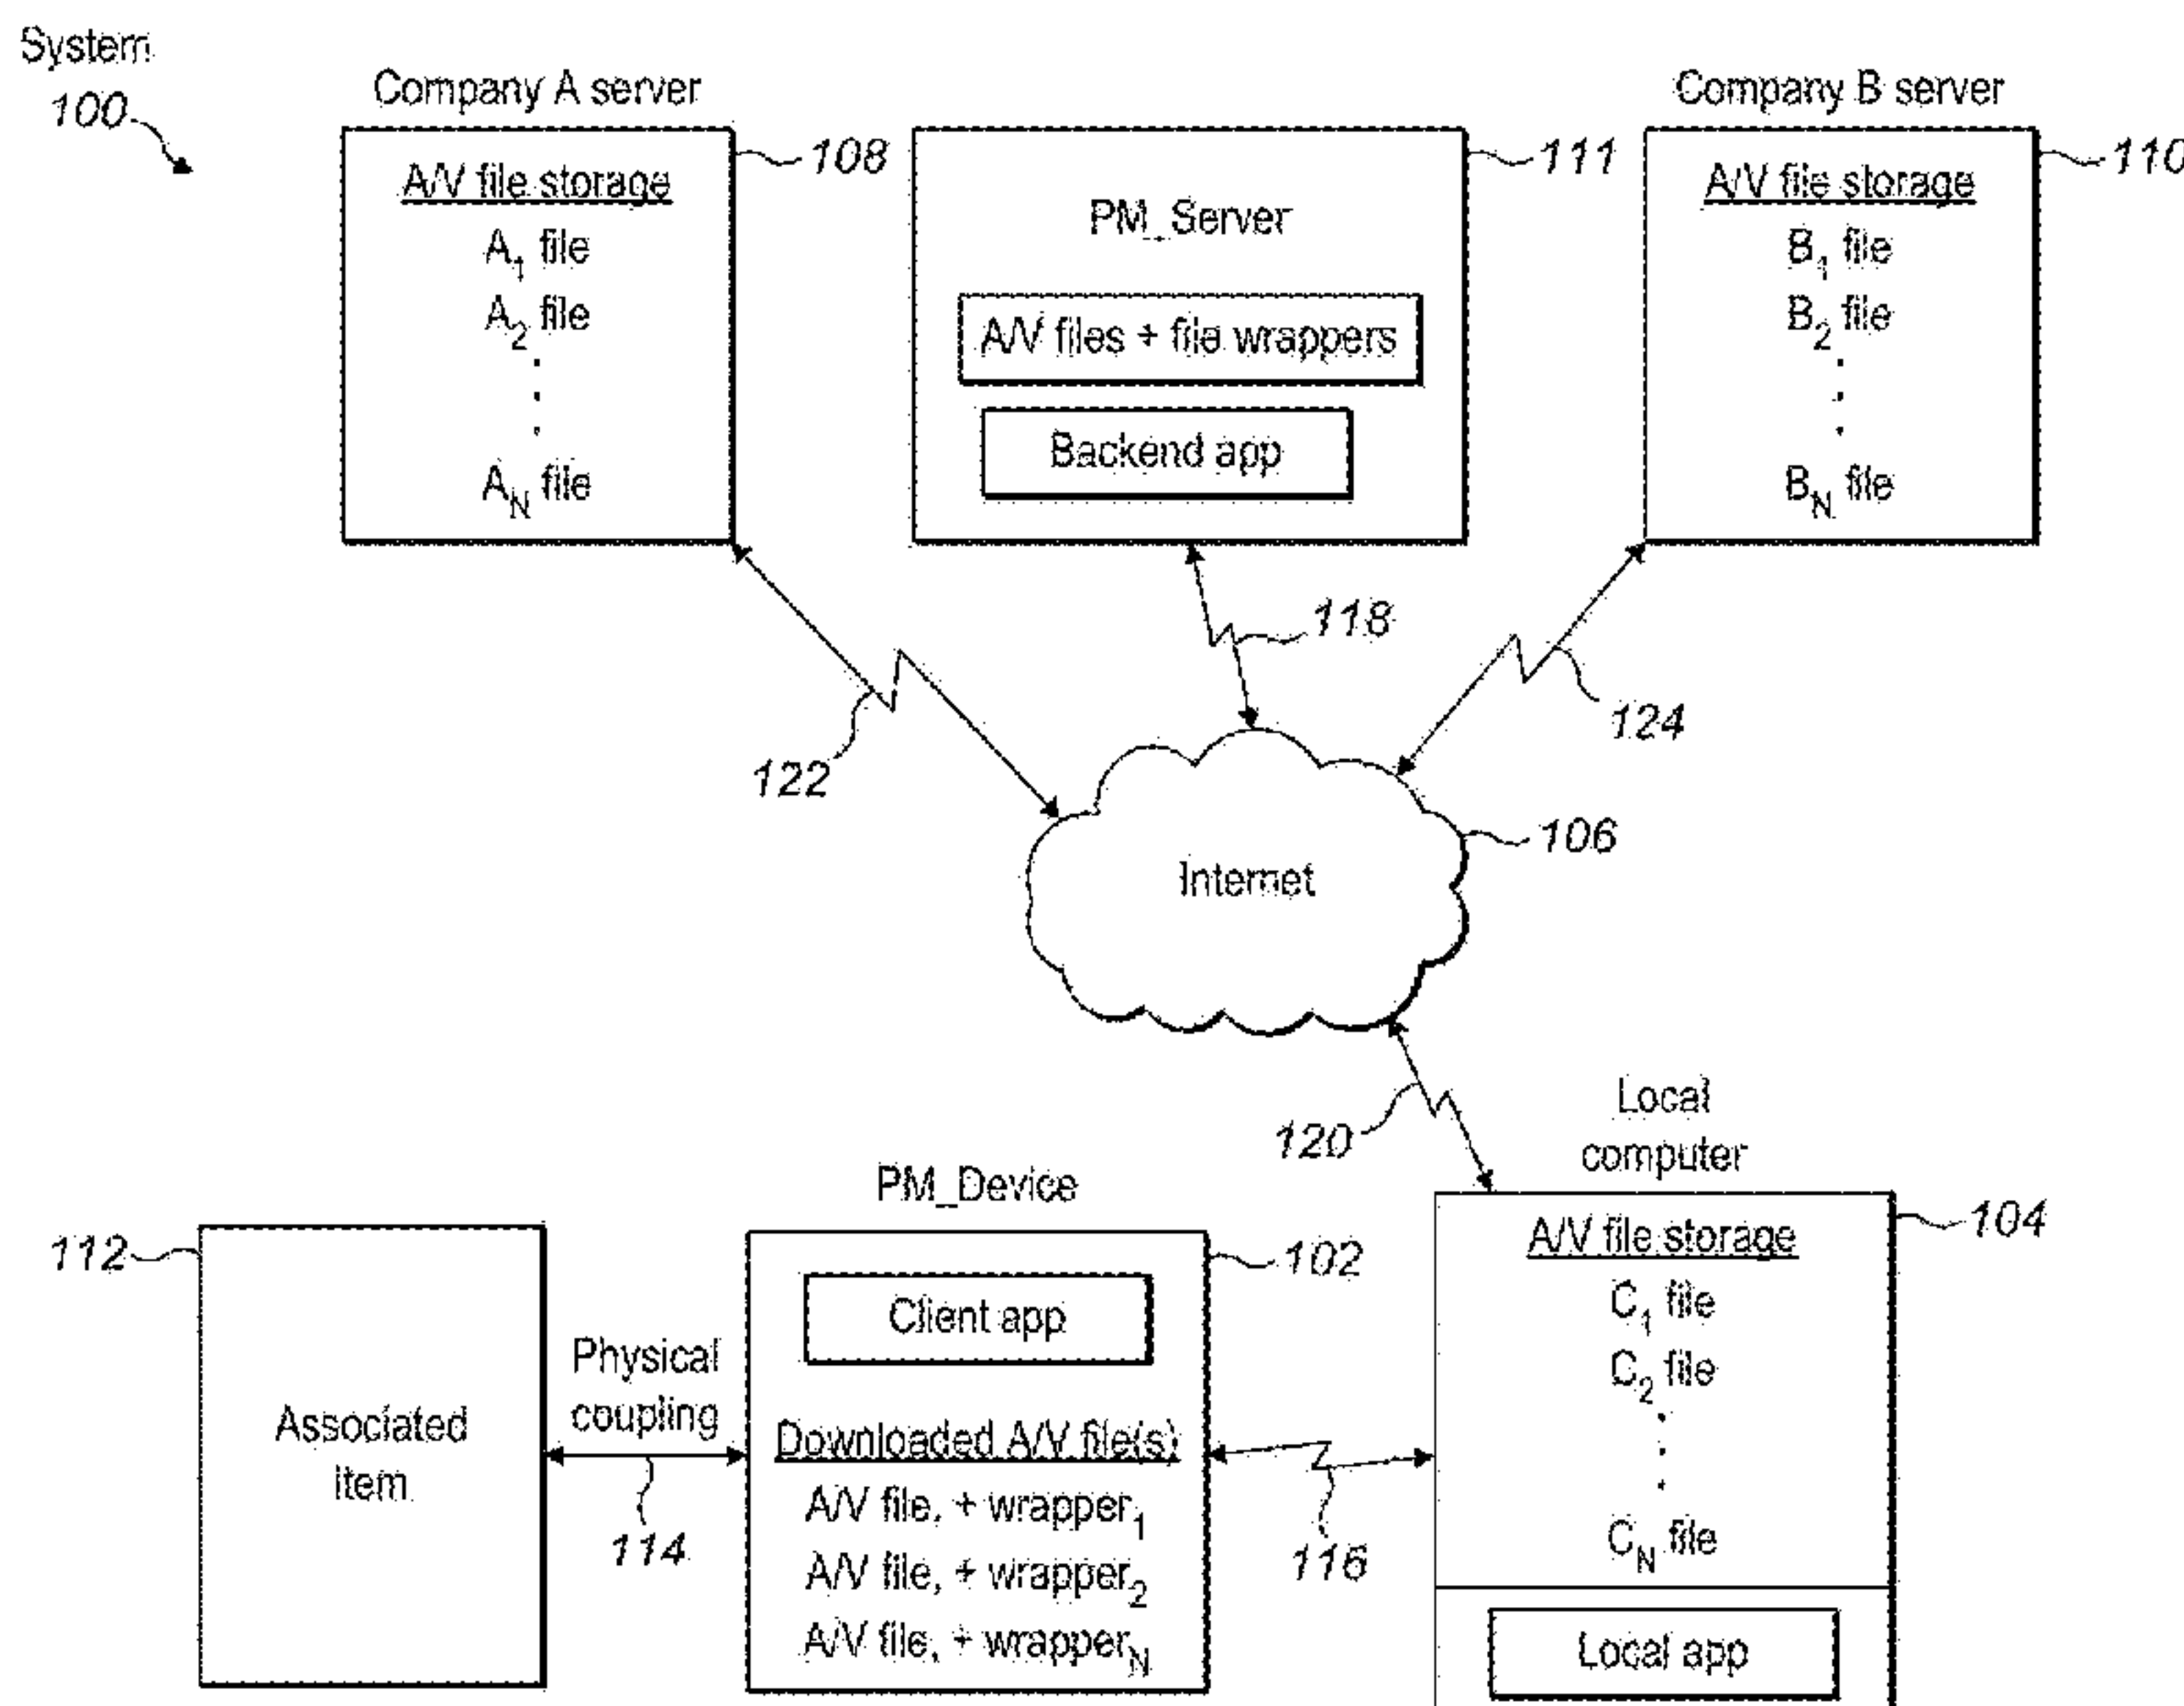 System
100
Company A server
108
A/V file storage
A1 file
A2 file
.
.
.
AN file
111
PM_Server
A/V files + file wrappers
Backend app
Company B server
110
A/V file storage
B1 file
B2 file
.
.
.
BN file
118
122
124
106
Internet
120
Local
computer
104
A/V file storage
C1 file
C2 file
.
.
.
CN file
Local app
PM_Device
102
Client app
Downloaded A/V file(s)
A/V file, + wrapper1
A/V file, + wrapper2
A/V file, + wrapperN
116
Physical
coupling
114
112
Associated
item